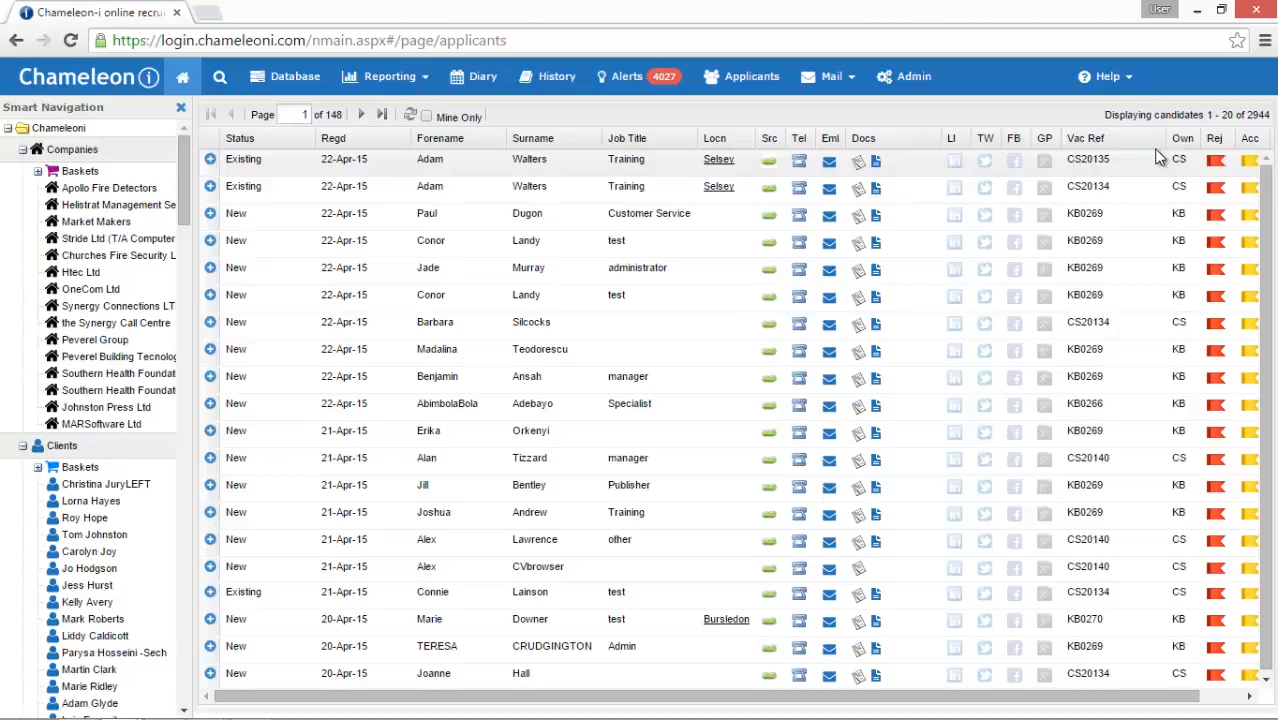 Chameleon-i online recrui
User
https://login.chameleoni.com/nmain.aspx#/page/applicants
Chameleon i Database Reporting Diary History Alerts 4027 Applicants Mail Admin Help
Smart Navigation
Page 1 of 148 Mine Only Displaying candidates 1 - 20 of 2944
Chameleoni
Companies
Baskets
Apollo Fire Detectors
Helistrat Management Se
Market Makers
Stride Ltd (T/A Computer
Churches Fire Security L
Htec Ltd
OneCom Ltd
Synergy Connections LT
the Synergy Call Centre
Peverel Group
Peverel Building Tecnolog
Southern Health Foundat
Southern Health Foundat
Johnston Press Ltd
MARSoftware Ltd
Clients
Baskets
Christina JuryLEFT
Lorna Hayes
Roy Hope
Tom Johnston
Carolyn Joy
Jo Hodgson
Jess Hurst
Kelly Avery
Mark Roberts
Liddy Caldicott
Parysa Hosseini -Sech
Martin Clark
Marie Ridley
Adam Glyde
Status Regd Forename Surname Job Title Locn Src Tel Eml Docs LI TW FB GP Vac Ref Own Rej Acc
Existing 22-Apr-15 Adam Walters Training Selsey CS20135 CS
Existing 22-Apr-15 Adam Walters Training Selsey CS20134 CS
New 22-Apr-15 Paul Dugon Customer Service KB0269 KB
New 22-Apr-15 Conor Landy test KB0269 KB
New 22-Apr-15 Jade Murray administrator KB0269 KB
New 22-Apr-15 Conor Landy test KB0269 KB
New 22-Apr-15 Barbara Silcocks CS20134 CS
New 22-Apr-15 Madalina Teodorescu KB0269 KB
New 22-Apr-15 Benjamin Ansah manager KB0269 KB
New 22-Apr-15 AbimbolaBola Adebayo Specialist KB0266 KB
New 21-Apr-15 Erika Orkenyi KB0269 KB
New 21-Apr-15 Alan Tizzard manager CS20140 CS
New 21-Apr-15 Jill Bentley Publisher KB0269 KB
New 21-Apr-15 Joshua Andrew Training KB0269 KB
New 21-Apr-15 Alex Lawrence other CS20140 CS
New 21-Apr-15 Alex CVbrowser CS20140 CS
Existing 21-Apr-15 Connie Lainson test CS20134 CS
New 20-Apr-15 Marie Downer test Bursledon KB0270 KB
New 20-Apr-15 TERESA CRUDGINGTON Admin KB0269 KB
New 20-Apr-15 Joanne Hall CS20134 CS